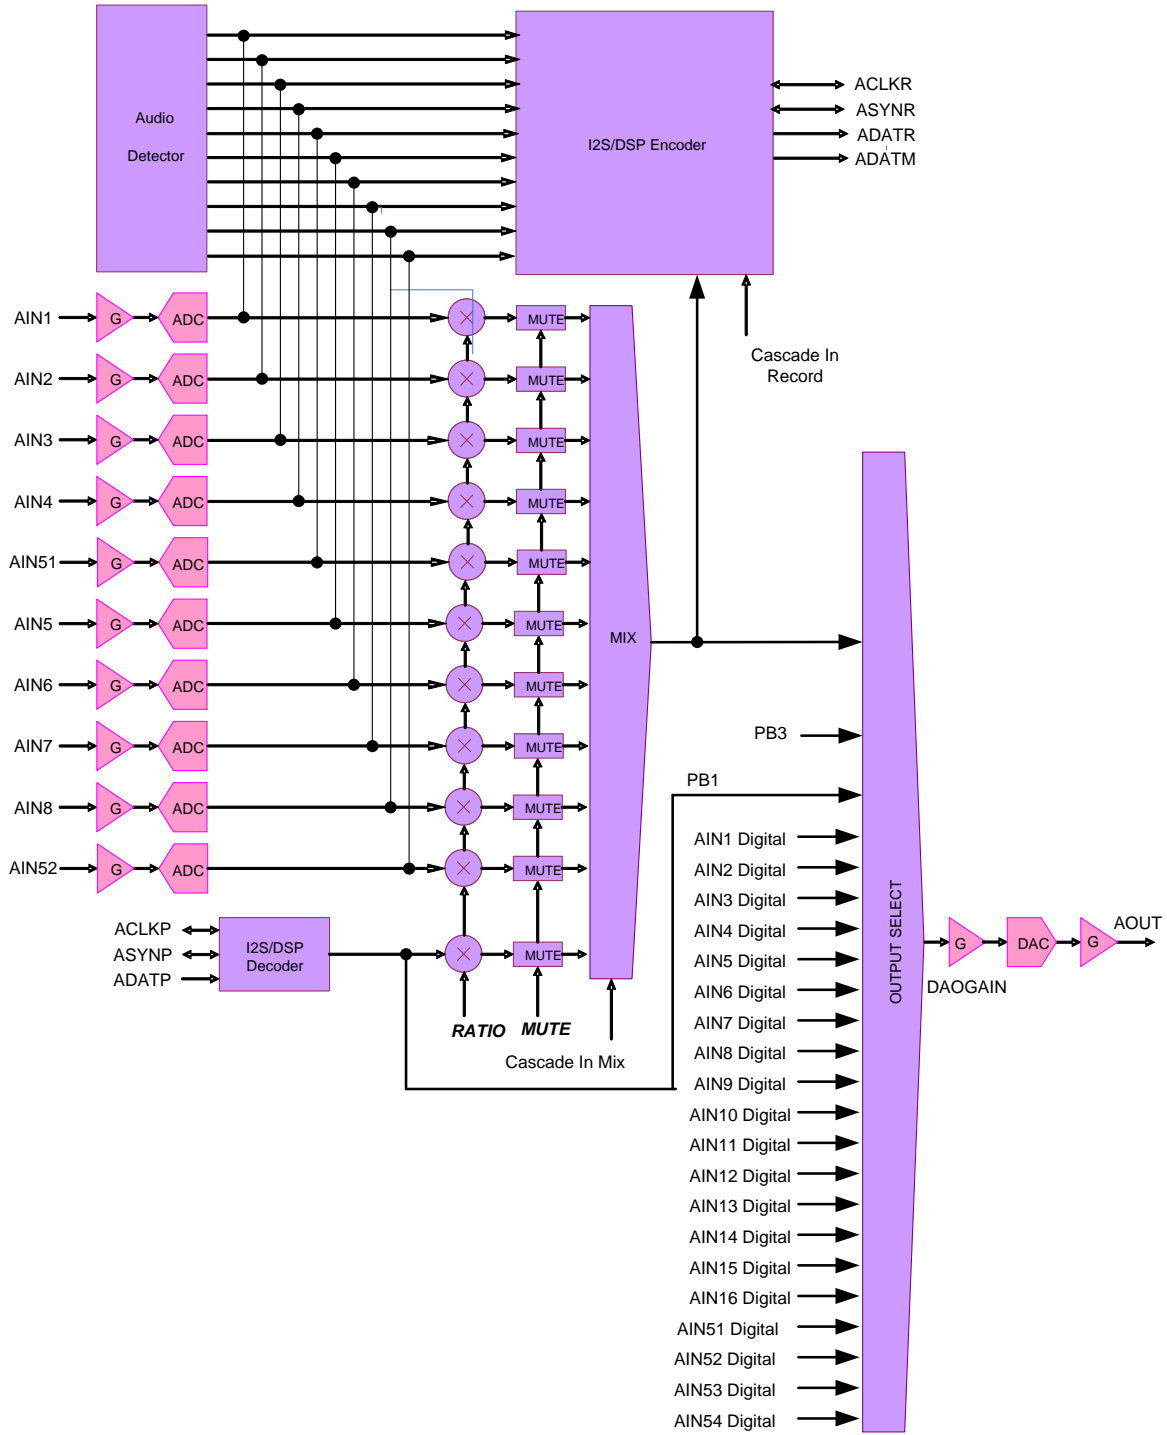 Audio
Detector
I2S/DSP Encoder
ACLKR
ASYNR
ADATR
ADATM
Cascade In
Record
AIN1
G
ADC
MUTE
AIN2
G
ADC
MUTE
AIN3
G
ADC
MUTE
AIN4
G
ADC
MUTE
AIN51
G
ADC
MUTE
AIN5
G
ADC
MUTE
AIN6
G
ADC
MUTE
AIN7
G
ADC
MUTE
AIN8
G
ADC
MUTE
AIN52
G
ADC
MUTE
MIX
ACLKP
ASYNP
ADATP
I2S/DSP
Decoder
MUTE
RATIO
MUTE
Cascade In Mix
PB3
PB1
AIN1 Digital
AIN2 Digital
AIN3 Digital
AIN4 Digital
AIN5 Digital
AIN6 Digital
AIN7 Digital
AIN8 Digital
AIN9 Digital
AIN10 Digital
AIN11 Digital
AIN12 Digital
AIN13 Digital
AIN14 Digital
AIN15 Digital
AIN16 Digital
AIN51 Digital
AIN52 Digital
AIN53 Digital
AIN54 Digital
OUTPUT SELECT
G
DAOGAIN
DAC
G
AOUT